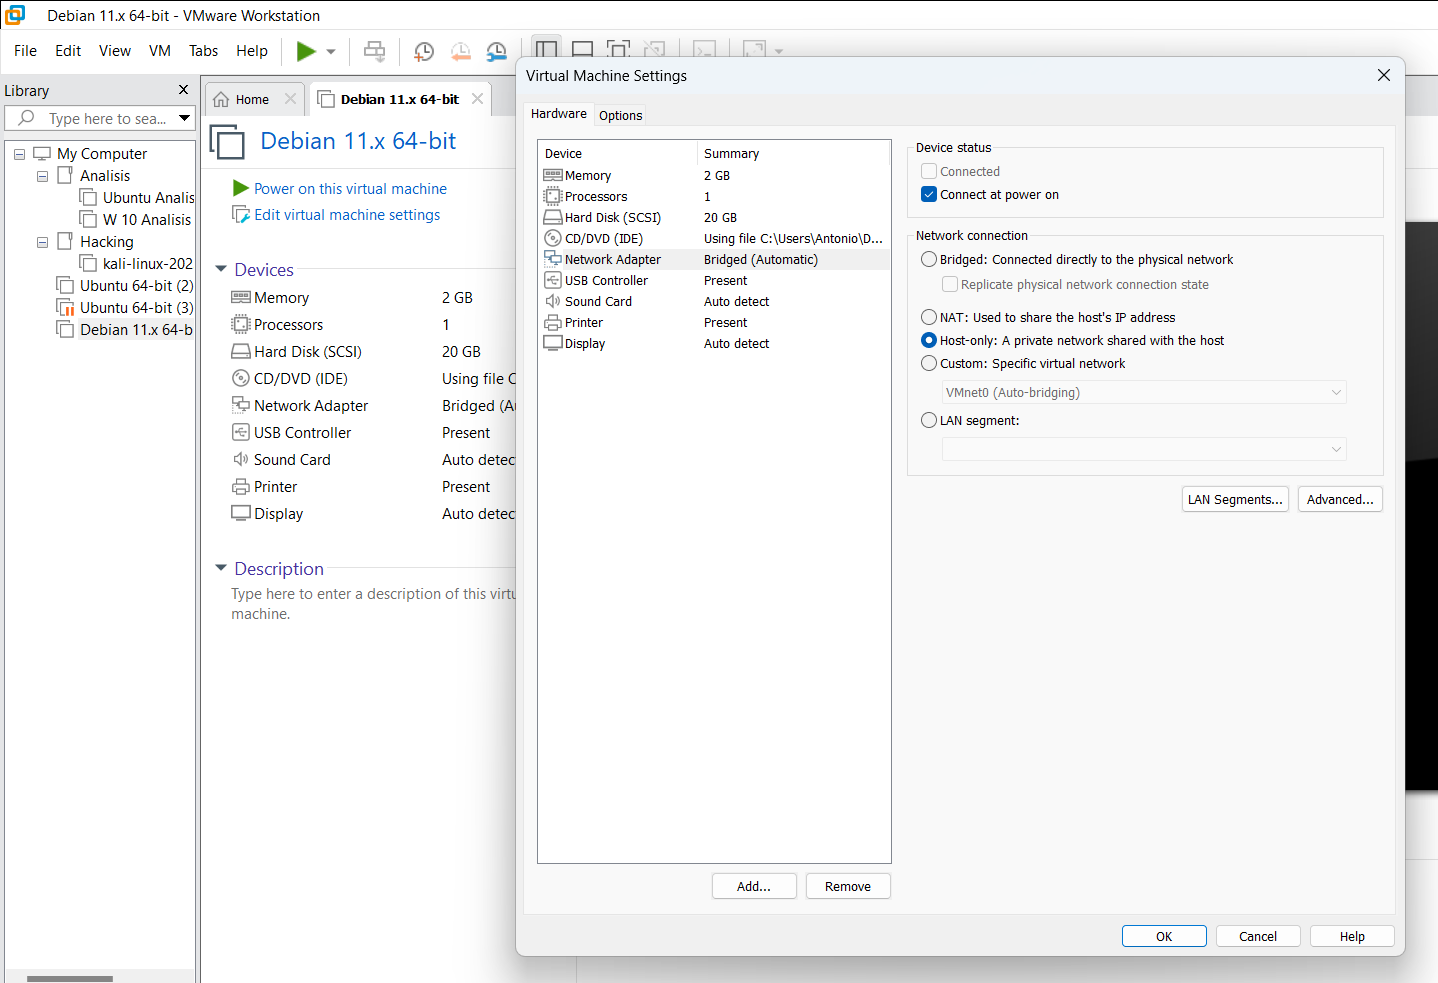 Debian 11.x 64-bit - VMware Workstation
File Edit View VM Tabs Help
Library
Type here to sea...
My Computer
Analisis
Ubuntu Analis
W 10 Analisis
Hacking
kali-linux-202
Ubuntu 64-bit (2)
Ubuntu 64-bit (3)
Debian 11.x 64-b
Home
Debian 11.x 64-bit
Debian 11.x 64-bit
Power on this virtual machine
Edit virtual machine settings
Devices
Memory 2 GB
Processors 1
Hard Disk (SCSI) 20 GB
CD/DVD (IDE) Using file C
Network Adapter Bridged (A
USB Controller Present
Sound Card Auto detec
Printer Present
Display Auto detec
Description
Type here to enter a description of this virtu
machine.
Virtual Machine Settings
Hardware Options
Device Summary
Memory 2 GB
Processors 1
Hard Disk (SCSI) 20 GB
CD/DVD (IDE) Using file C:\Users\Antonio\D...
Network Adapter Bridged (Automatic)
USB Controller Present
Sound Card Auto detect
Printer Present
Display Auto detect
Add... Remove
Device status
Connected
Connect at power on
Network connection
Bridged: Connected directly to the physical network
Replicate physical network connection state
NAT: Used to share the host's IP address
Host-only: A private network shared with the host
Custom: Specific virtual network
VMnet0 (Auto-bridging)
LAN segment:
LAN Segments... Advanced...
OK Cancel Help